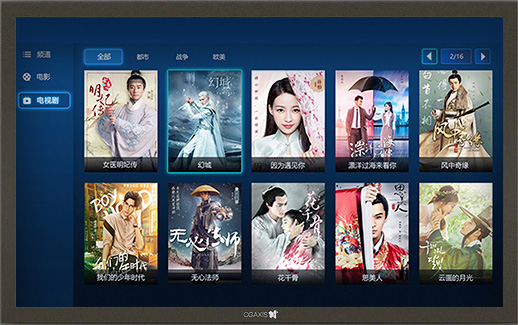 频道
电影
电视剧
全部 都市 战争 欧美
2/16
女医明妃传
幻城
因为遇见你
漂洋过海来看你
风中奇缘
我们的少年时代
无心法师
花千骨
思美人
云画的月光
CGAXIS